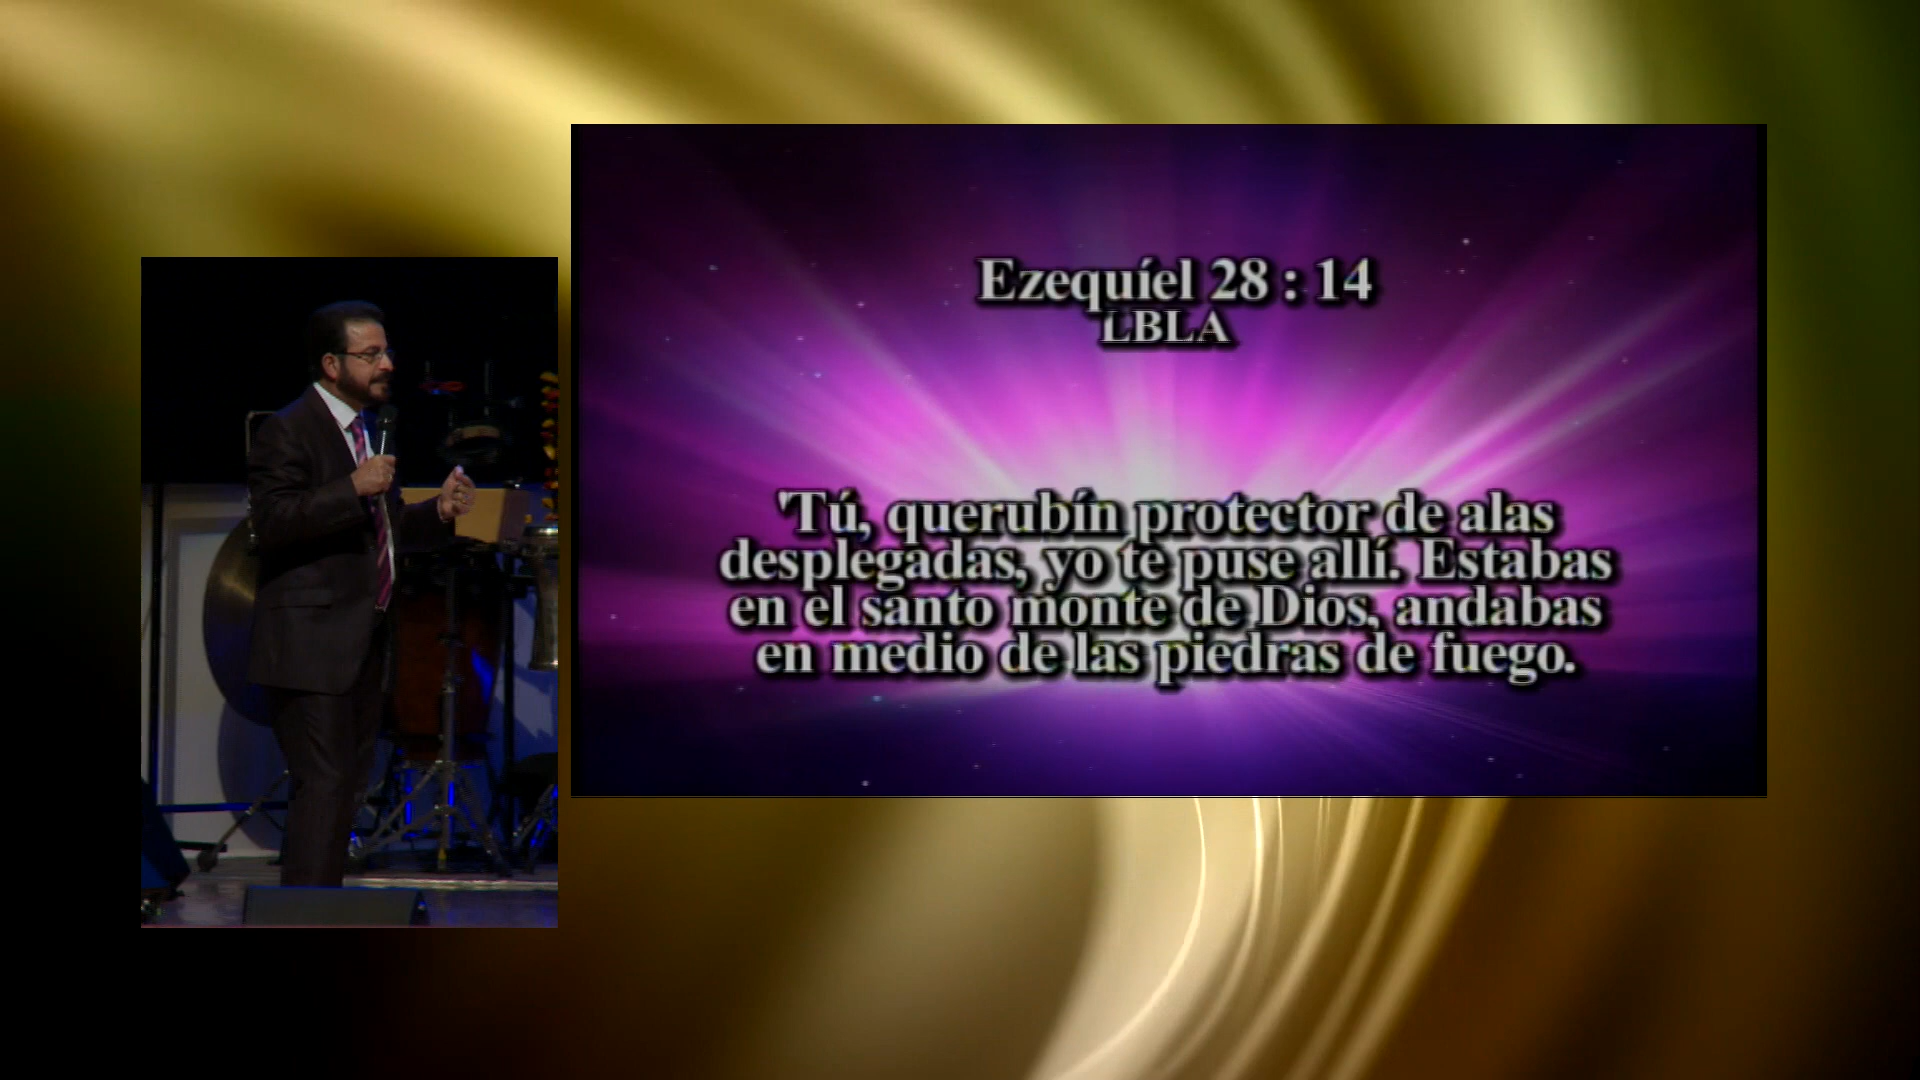 Ezequíel 28 : 14
LBLA
'Tú, querubín protector de alas
desplegadas, yo te puse allí. Estabas
en el santo monte de Dios, andabas
en medio de las piedras de fuego.